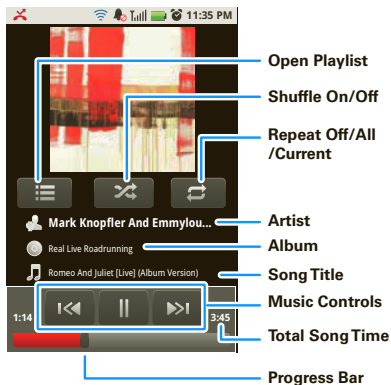 11:35 PM
Open Playlist
Shuffle On/Off
Repeat Off/All
/Current
Mark Knopfler And Emmylou...
Artist
Real Live Roadrunning
Album
Romeo And Juliet [Live] (Album Version)
Song Title
Music Controls
1:14
3:45
Total Song Time
Progress Bar